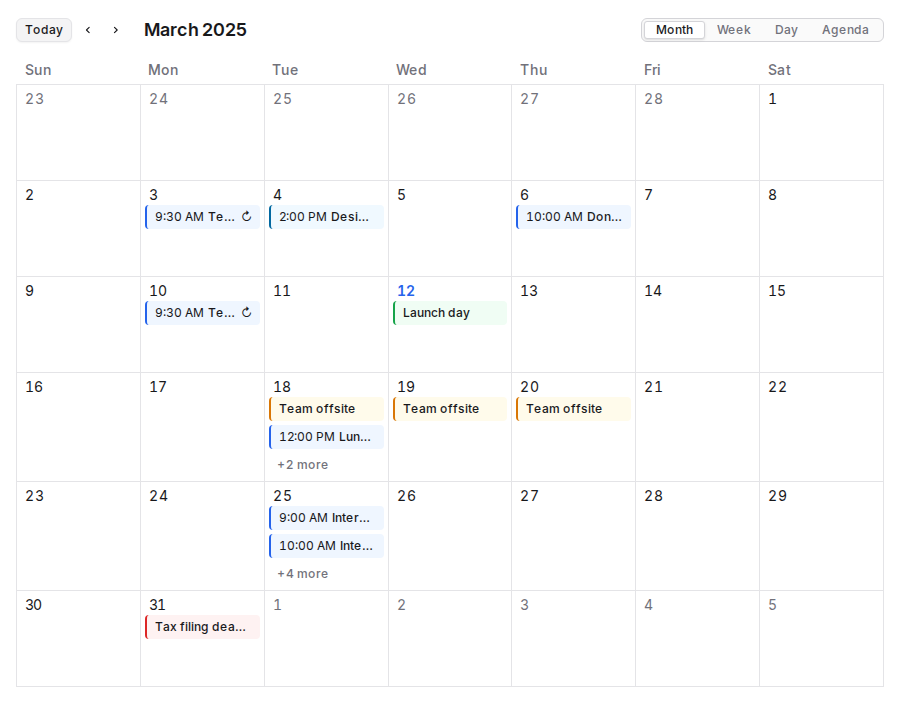 Today ‹ › March 2025 Month Week Day Agenda
Sun Mon Tue Wed Thu Fri Sat
23 24 25 26 27 28 1
2 3 4 5 6 7 8
9:30 AM Te... 2:00 PM Desi... 10:00 AM Don...
9 10 11 12 13 14 15
9:30 AM Te... Launch day
16 17 18 19 20 21 22
Team offsite Team offsite Team offsite
12:00 PM Lun...
+2 more
23 24 25 26 27 28 29
9:00 AM Inter...
10:00 AM Inte...
+4 more
30 31 1 2 3 4 5
Tax filing dea...